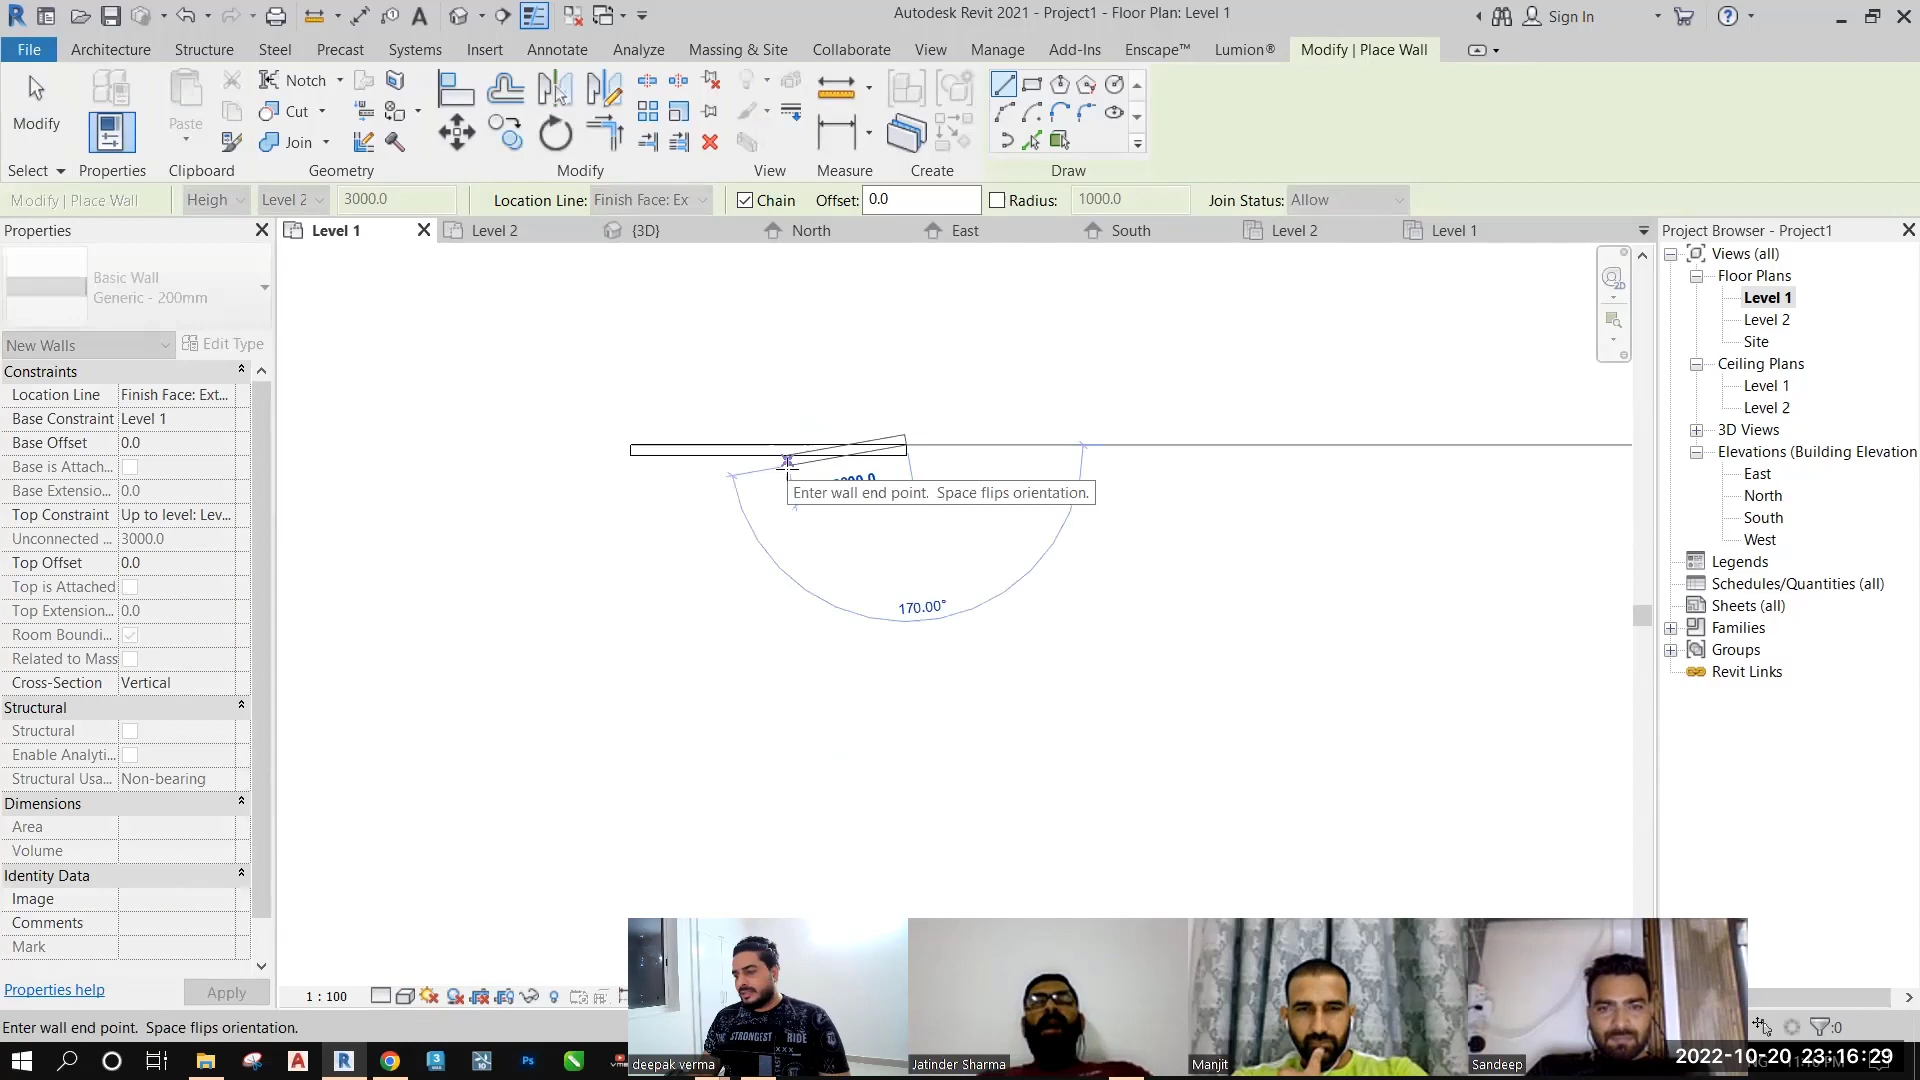 Autodesk Revit 2021 - Project1 - Floor Plan: Level 1
Sign In
File Architecture Structure Steel Precast Systems Insert Annotate Analyze Massing & Site Collaborate View Manage Add-Ins Enscape™ Lumion® Modify | Place Wall
Modify
Paste
Notch
Cut
Join
Select Properties Clipboard Geometry Modify View Measure Create Draw
Modify | Place Wall Heigh Level 2 3000.0 Location Line: Finish Face: Ex Chain Offset: 0.0 Radius: 1000.0 Join Status: Allow
Properties
Level 1 Level 2 {3D} North East South Level 2 Level 1
Project Browser - Project1
Basic Wall
Generic - 200mm
New Walls Edit Type
Constraints
Location Line Finish Face: Ext...
Base Constraint Level 1
Base Offset 0.0
Base is Attach...
Base Extensio... 0.0
Top Constraint Up to level: Lev...
Unconnected ... 3000.0
Top Offset 0.0
Top is Attached
Top Extension... 0.0
Room Boundi...
Related to Mass
Cross-Section Vertical
Structural
Structural
Enable Analyti...
Structural Usa... Non-bearing
Dimensions
Area
Volume
Identity Data
Image
Comments
Mark
Properties help Apply
Enter wall end point. Space flips orientation.
170.00°
Views (all)
Floor Plans
Level 1
Level 2
Site
Ceiling Plans
Level 1
Level 2
3D Views
Elevations (Building Elevation
East
North
South
West
Legends
Schedules/Quantities (all)
Sheets (all)
Families
Groups
Revit Links
1 : 100
Enter wall end point. Space flips orientation.
:0
STRONGEST
RIDE
deepak verma
Jatinder Sharma
Manjit
Sandeep
2022-10-20 23:16:29